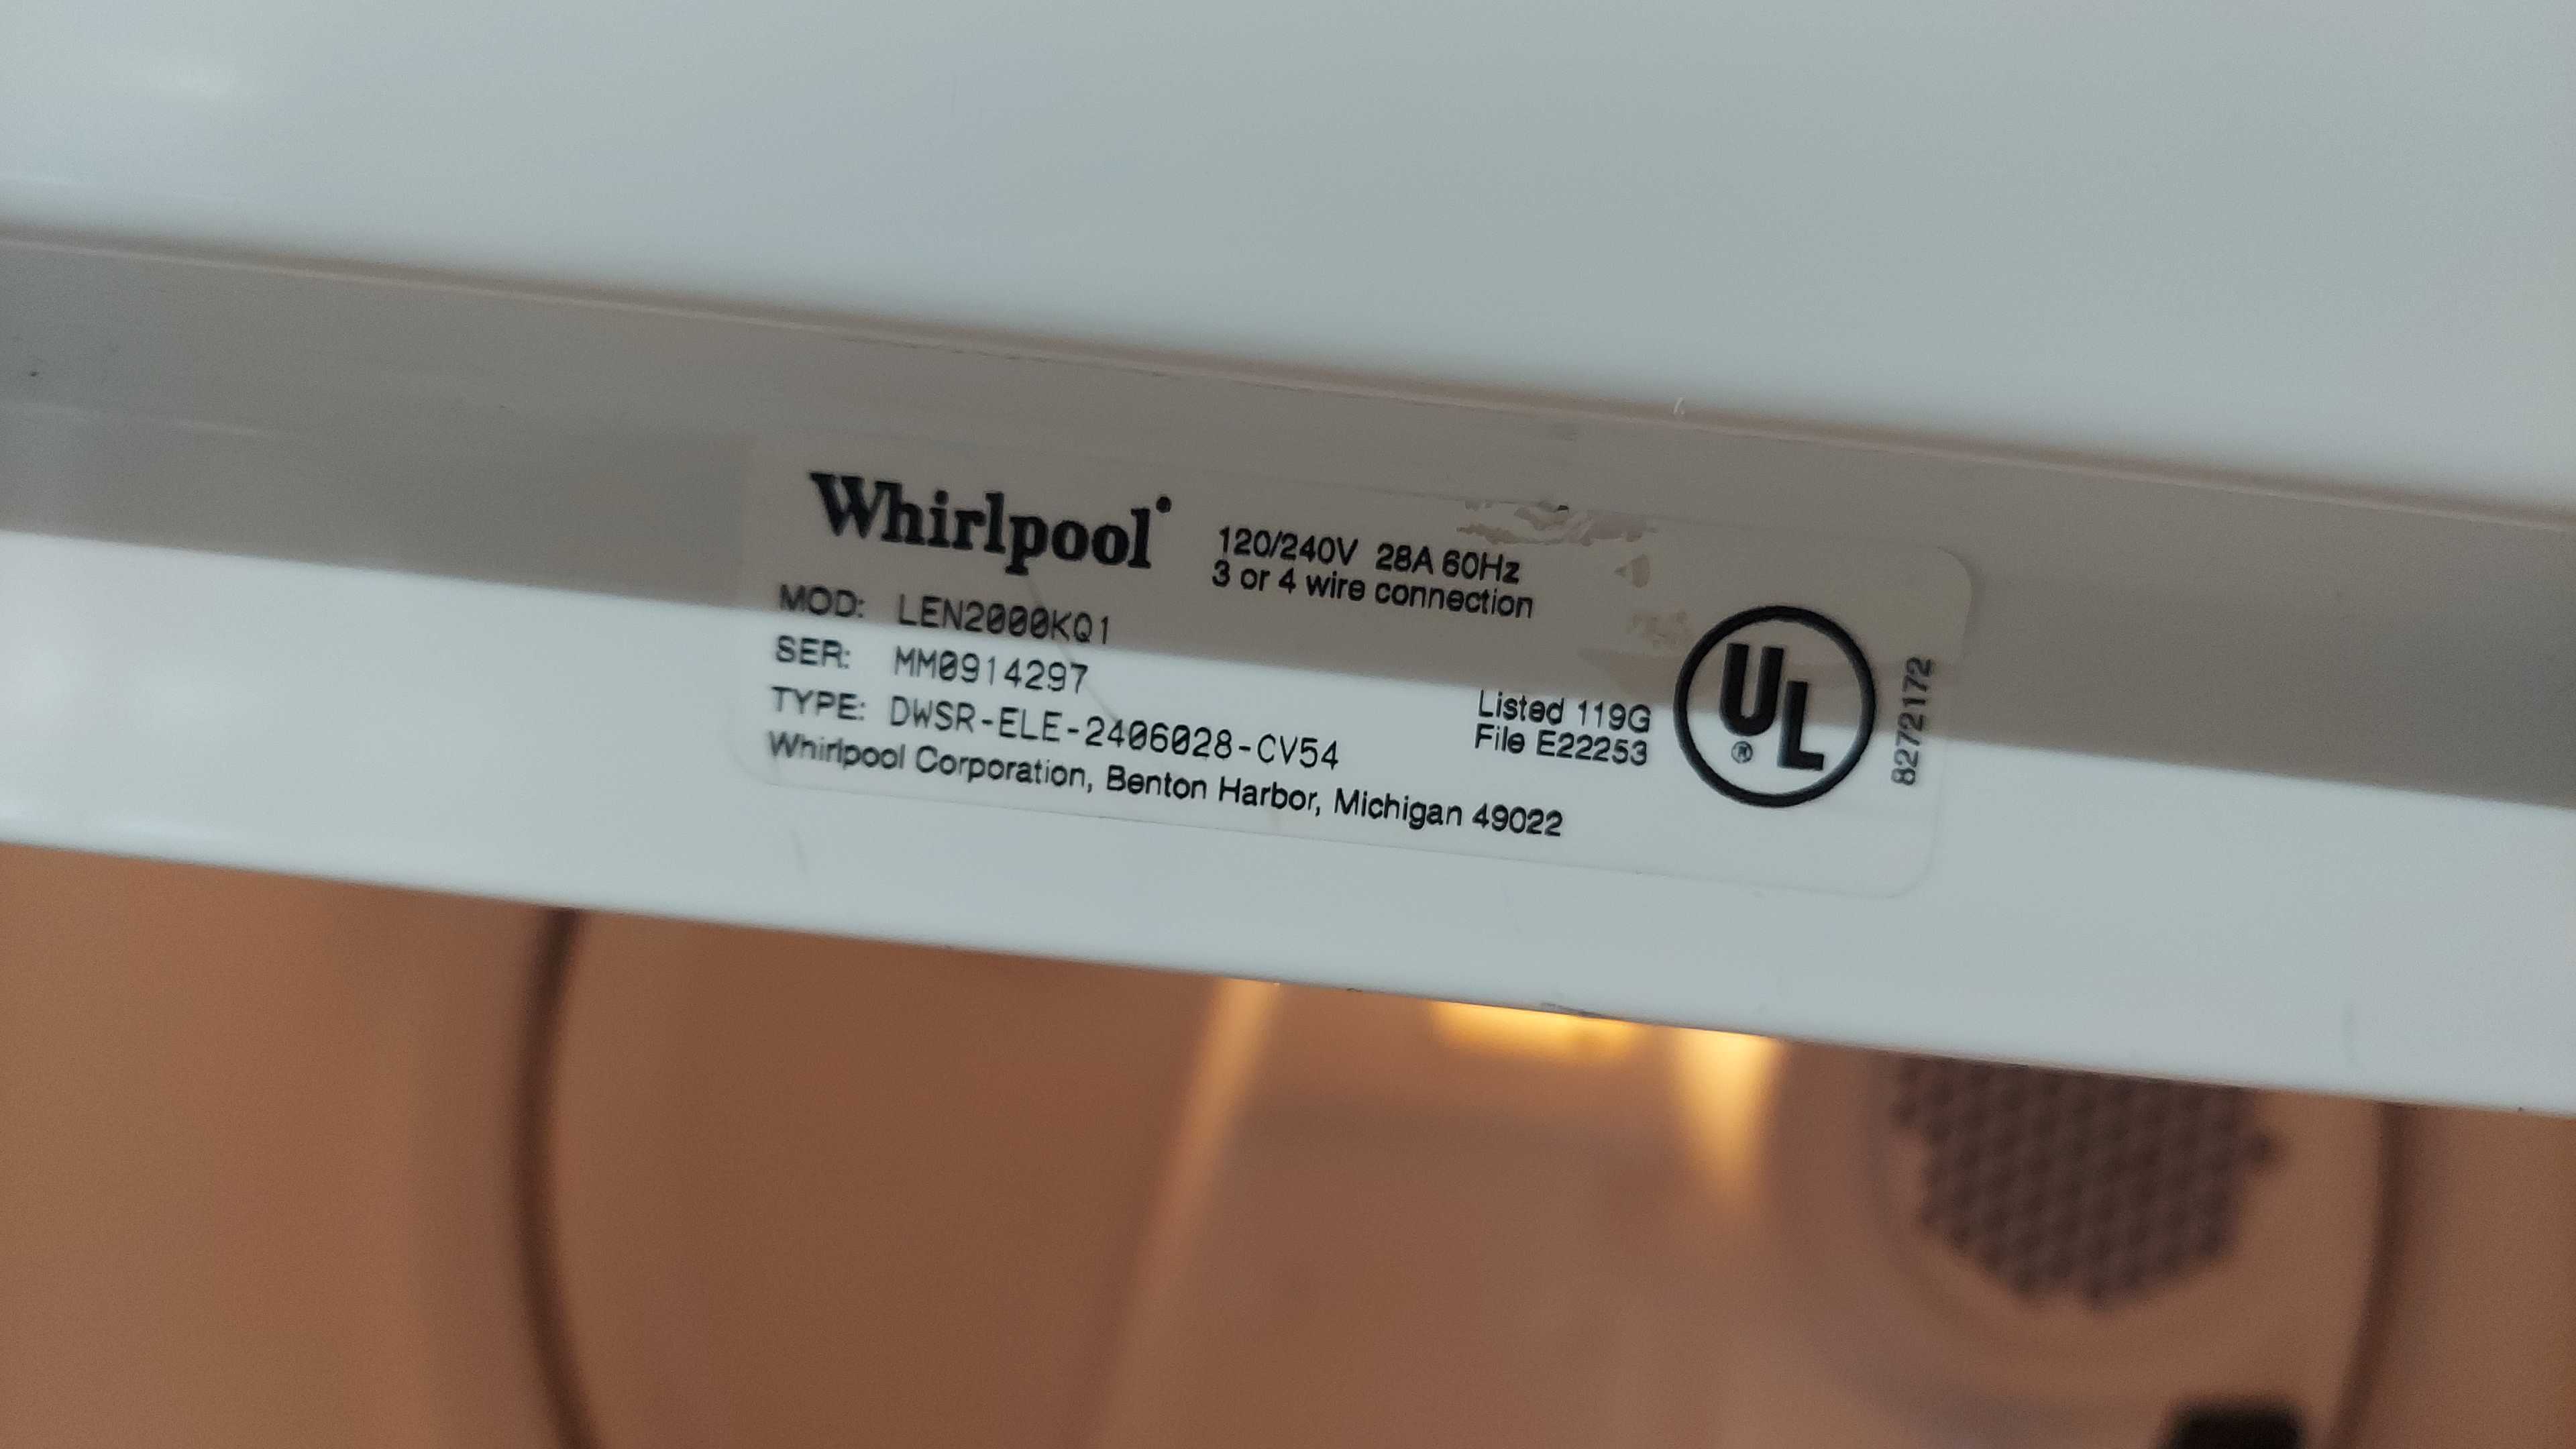 Whirlpool
120/240V 28A 60Hz
3 or 4 wire connection
MOD: LEN2000KQ1
SER: MM0914297
TYPE: DWSR-ELE-2406028-CV54
Whirlpool Corporation, Benton Harbor, Michigan 49022
Listed 119G
File E22253
UL
®
8272172